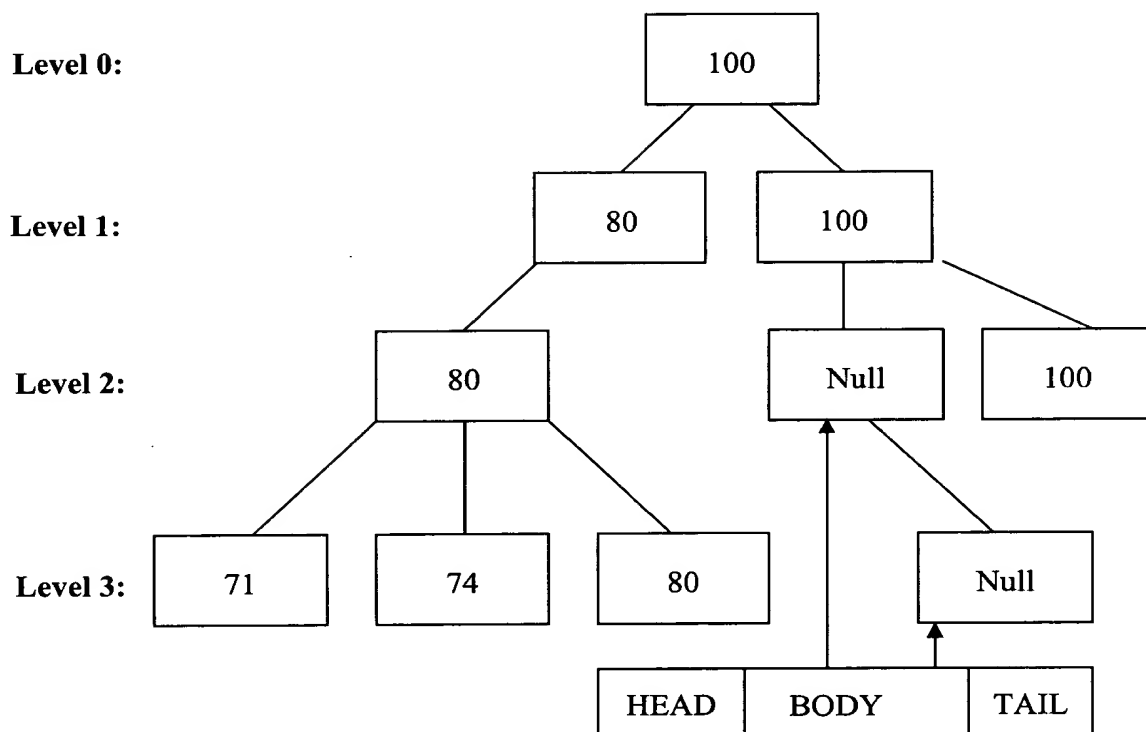 Level 0:
100
Level 1:
80
100
Level 2:
80
Null
100
Level 3:
71
74
80
Null
HEAD
BODY
TAIL